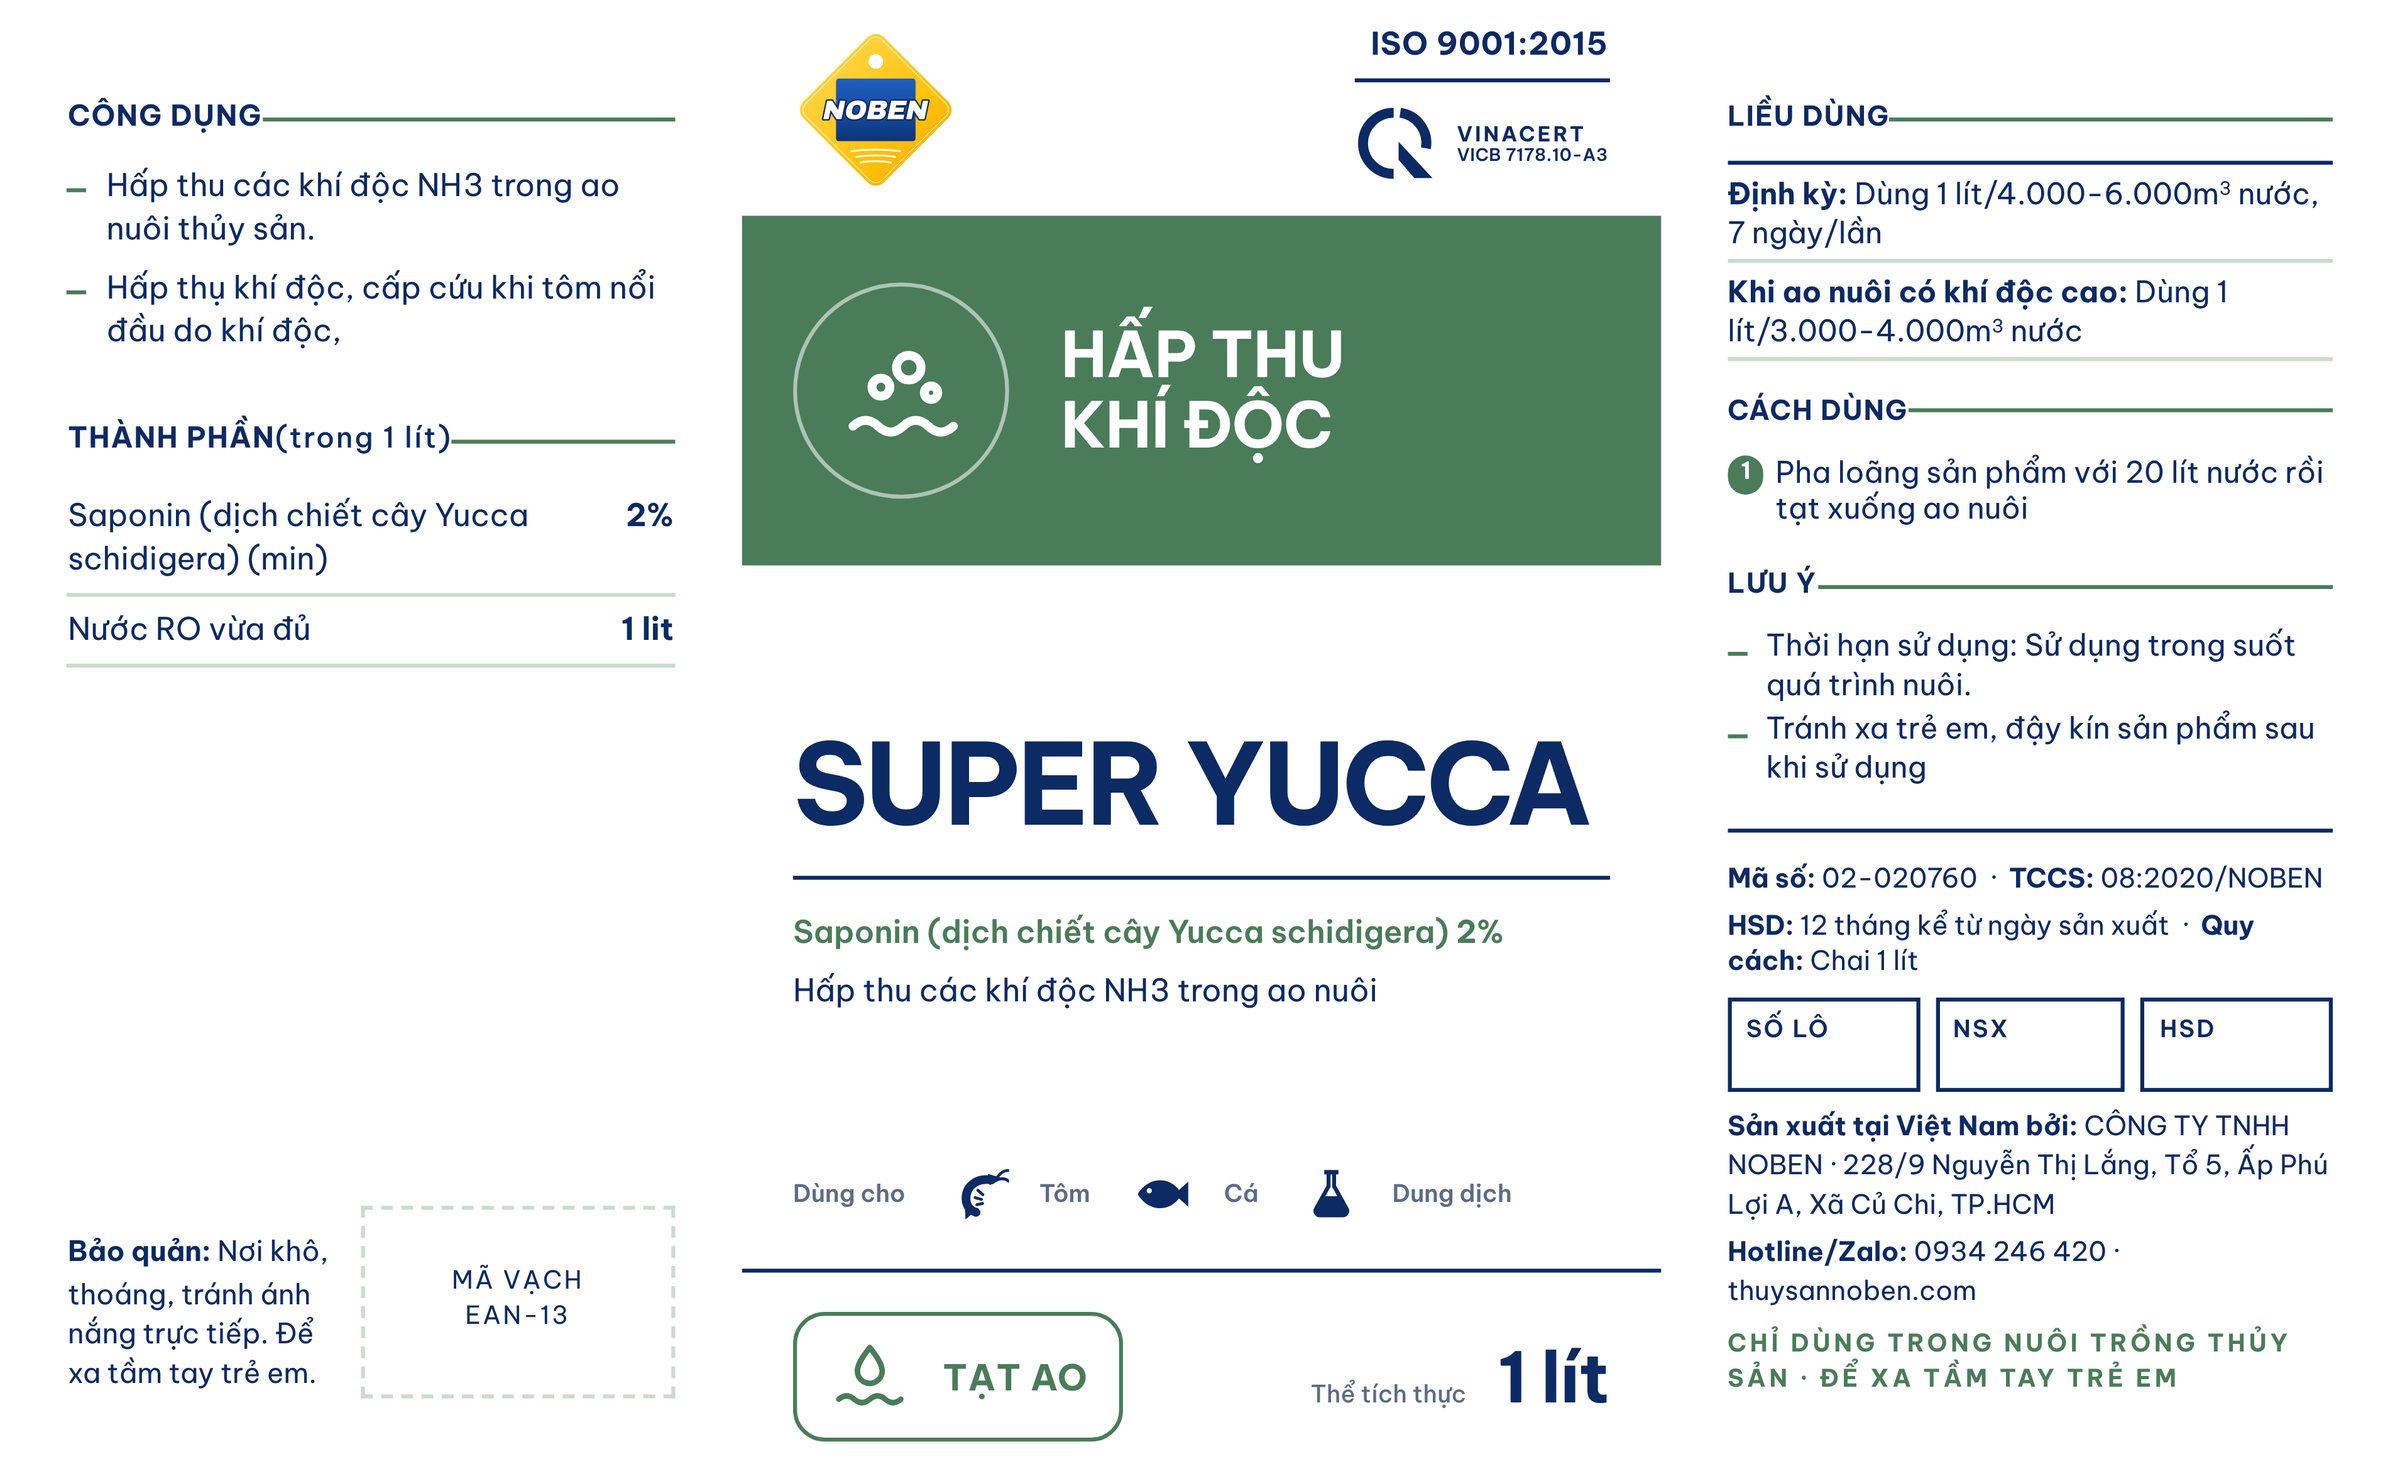 CÔNG DỤNG
– Hấp thu các khí độc NH3 trong ao
nuôi thủy sản.
– Hấp thụ khí độc, cấp cứu khi tôm nổi
đầu do khí độc,
THÀNH PHẦN(trong 1 lít)
Saponin (dịch chiết cây Yucca 2%
schidigera) (min)
Nước RO vừa đủ 1 lit
Bảo quản: Nơi khô,
thoáng, tránh ánh
nắng trực tiếp. Để
xa tầm tay trẻ em.
MÃ VẠCH
EAN-13
NOBEN
ISO 9001:2015
VINACERT
VICB 7178.10-A3
HẤP THU
KHÍ ĐỘC
SUPER YUCCA
Saponin (dịch chiết cây Yucca schidigera) 2%
Hấp thu các khí độc NH3 trong ao nuôi
Dùng cho Tôm Cá Dung dịch
TẠT AO
Thể tích thực 1 lít
LIỀU DÙNG
Định kỳ: Dùng 1 lít/4.000-6.000m³ nước,
7 ngày/lần
Khi ao nuôi có khí độc cao: Dùng 1
lít/3.000-4.000m³ nước
CÁCH DÙNG
1 Pha loãng sản phẩm với 20 lít nước rồi
tạt xuống ao nuôi
LƯU Ý
– Thời hạn sử dụng: Sử dụng trong suốt
quá trình nuôi.
– Tránh xa trẻ em, đậy kín sản phẩm sau
khi sử dụng
Mã số: 02-020760 · TCCS: 08:2020/NOBEN
HSD: 12 tháng kể từ ngày sản xuất · Quy
cách: Chai 1 lít
SỐ LÔ NSX HSD
Sản xuất tại Việt Nam bởi: CÔNG TY TNHH
NOBEN · 228/9 Nguyễn Thị Lắng, Tổ 5, Ấp Phú
Lợi A, Xã Củ Chi, TP.HCM
Hotline/Zalo: 0934 246 420 ·
thuysannoben.com
CHỈ DÙNG TRONG NUÔI TRỒNG THỦY
SẢN · ĐỂ XA TẦM TAY TRẺ EM